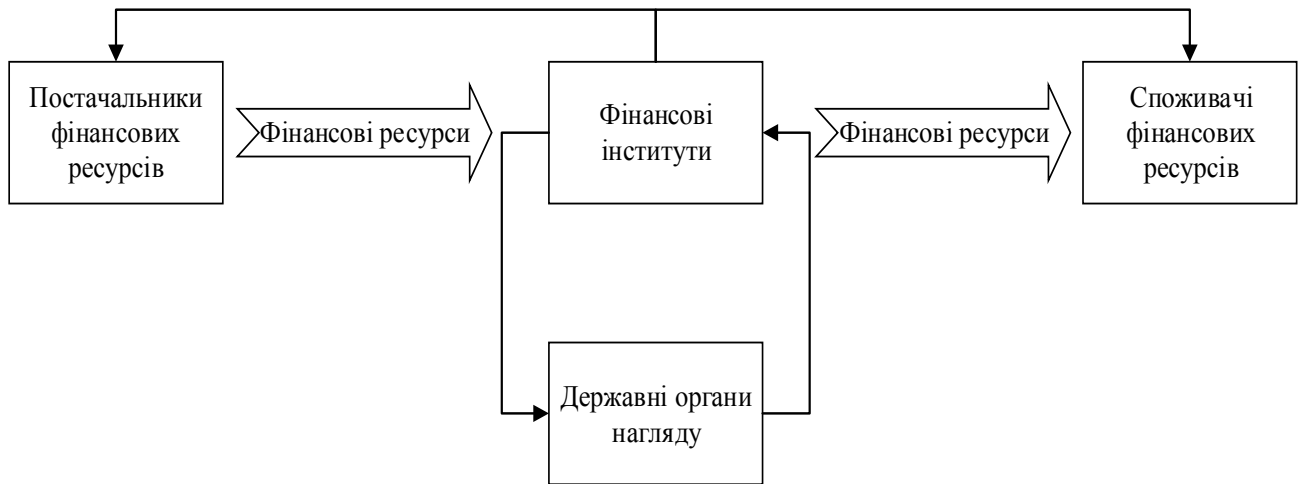 Постачальники
фінансових
ресурсів
Фінансові ресурси
Фінансові
інститути
Фінансові ресурси
Споживачі
фінансових
ресурсів
Державні органи
нагляду